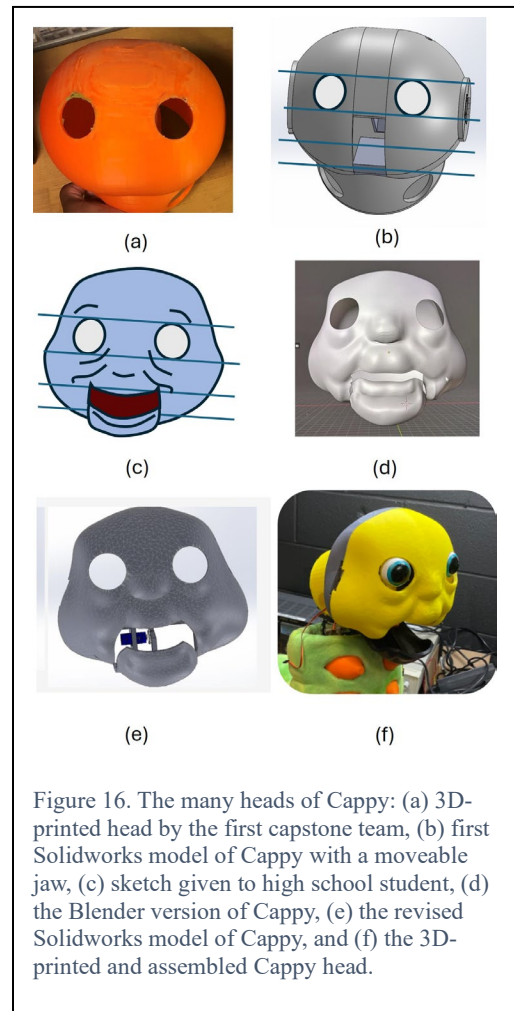 (a)
(b)
(c)
(d)
(e)
(f)
Figure 16. The many heads of Cappy: (a) 3D-
printed head by the first capstone team, (b) first
Solidworks model of Cappy with a moveable
jaw, (c) sketch given to high school student, (d)
the Blender version of Cappy, (e) the revised
Solidworks model of Cappy, and (f) the 3D-
printed and assembled Cappy head.